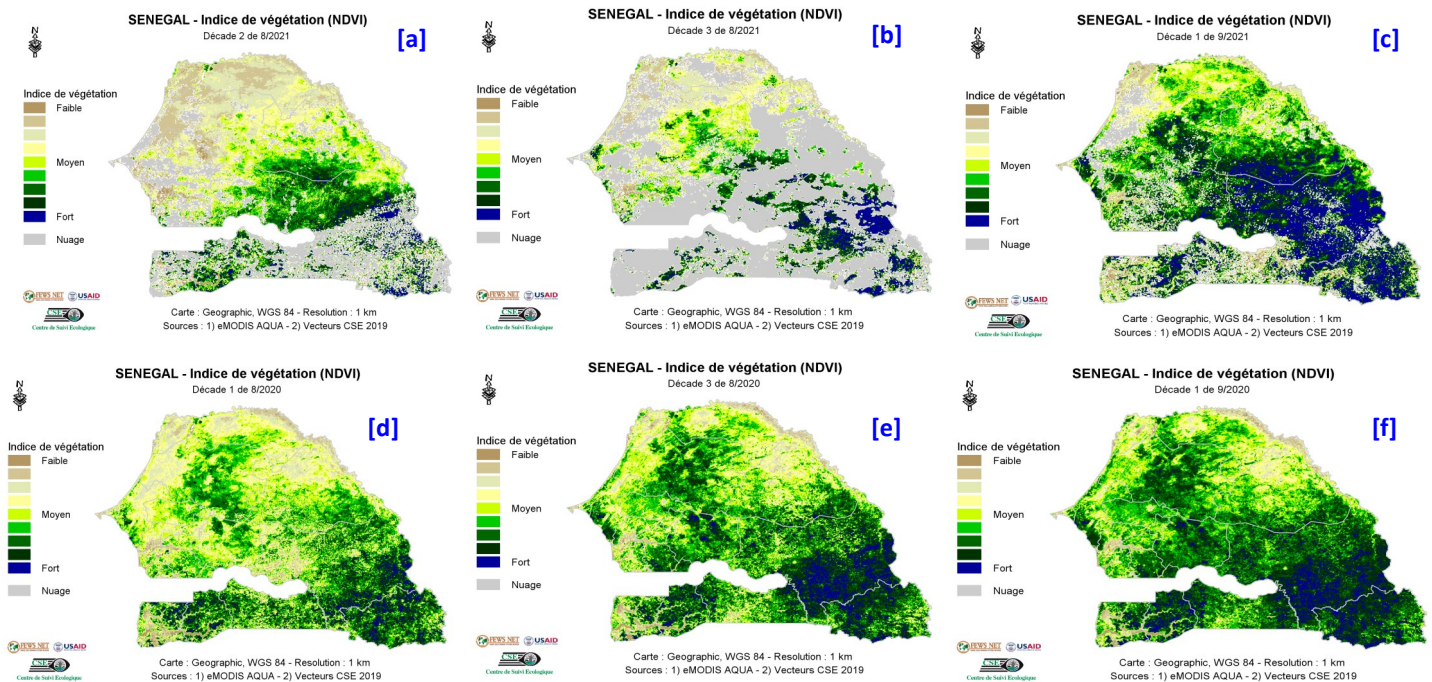 SENEGAL - Indice de végétation (NDVI)
Décade 2 de 8/2021
[a]
N
Indice de végétation
Faible
Moyen
Fort
Nuage
FEWS NET
USAID
CSE
Centre de Suivi Ecologique
Carte : Geographic, WGS 84 - Resolution : 1 km
Sources : 1) eMODIS AQUA - 2) Vecteurs CSE 2019
SENEGAL - Indice de végétation (NDVI)
Décade 3 de 8/2021
[b]
N
Indice de végétation
Faible
Moyen
Fort
Nuage
FEWS NET
USAID
CSE
Centre de Suivi Ecologique
Carte : Geographic, WGS 84 - Resolution : 1 km
Sources : 1) eMODIS AQUA - 2) Vecteurs CSE 2019
SENEGAL - Indice de végétation (NDVI)
Décade 1 de 9/2021
[c]
N
Indice de végétation
Faible
Moyen
Fort
Nuage
FEWS NET
USAID
CSE
Centre de Suivi Ecologique
Carte : Geographic, WGS 84 - Resolution : 1 km
Sources : 1) eMODIS AQUA - 2) Vecteurs CSE 2019
SENEGAL - Indice de végétation (NDVI)
Décade 1 de 8/2020
[d]
N
Indice de végétation
Faible
Moyen
Fort
Nuage
FEWS NET
USAID
CSE
Centre de Suivi Ecologique
Carte : Geographic, WGS 84 - Resolution : 1 km
Sources : 1) eMODIS AQUA - 2) Vecteurs CSE 2019
SENEGAL - Indice de végétation (NDVI)
Décade 3 de 8/2020
[e]
N
Indice de végétation
Faible
Moyen
Fort
Nuage
FEWS NET
USAID
CSE
Centre de Suivi Ecologique
Carte : Geographic, WGS 84 - Resolution : 1 km
Sources : 1) eMODIS AQUA - 2) Vecteurs CSE 2019
SENEGAL - Indice de végétation (NDVI)
Décade 1 de 9/2020
[f]
N
Indice de végétation
Faible
Moyen
Fort
Nuage
FEWS NET
USAID
CSE
Centre de Suivi Ecologique
Carte : Geographic, WGS 84 - Resolution : 1 km
Sources : 1) eMODIS AQUA - 2) Vecteurs CSE 2019